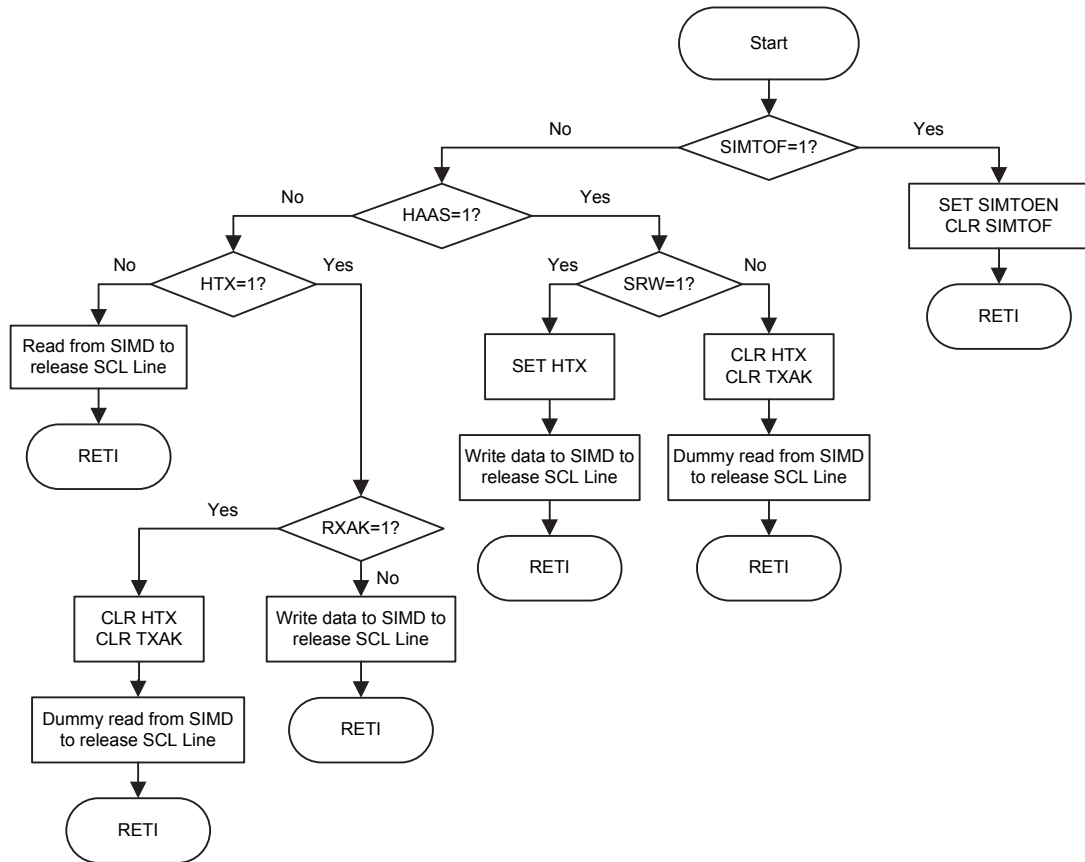 Start
No
Yes
SIMTOF=1?
No
Yes
HAAS=1?
SET SIMTOEN
CLR SIMTOF
No
Yes
Yes
No
HTX=1?
SRW=1?
RETI
Read from SIMD to
release SCL Line
SET HTX
CLR HTX
CLR TXAK
RETI
Write data to SIMD to
release SCL Line
Dummy read from SIMD
to release SCL Line
Yes
RXAK=1?
No
RETI
RETI
CLR HTX
CLR TXAK
Write data to SIMD to
release SCL Line
Dummy read from SIMD
to release SCL Line
RETI
RETI